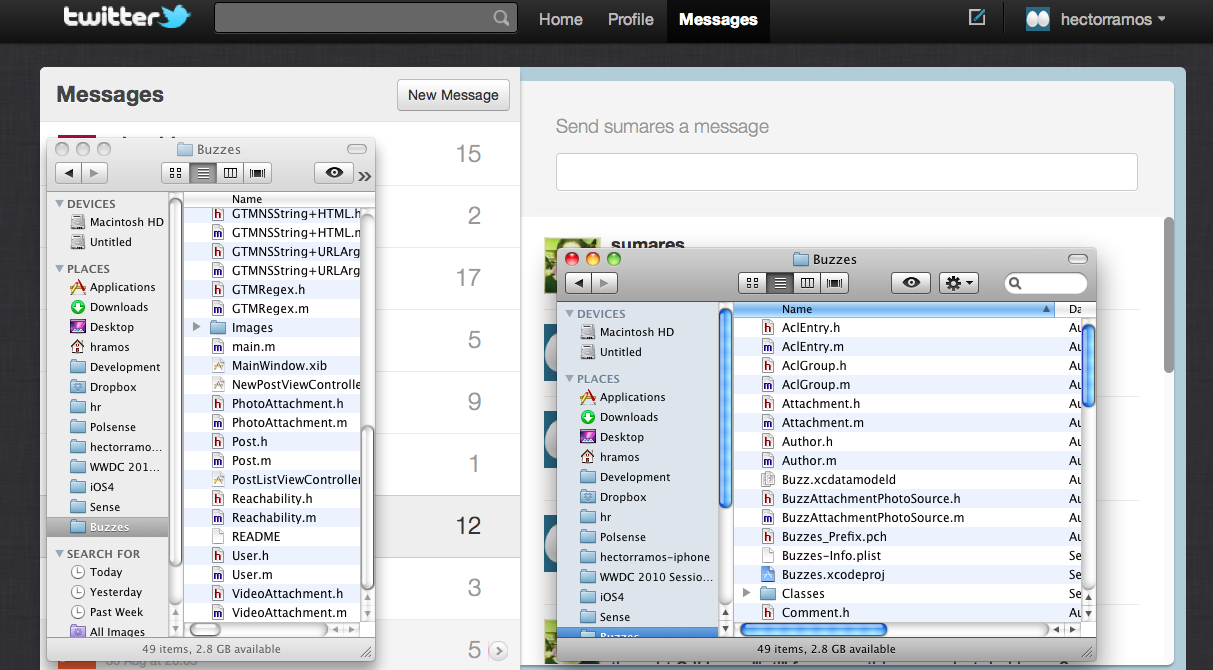 twitter
Home
Profile
Messages
hectorramos
Messages
New Message
15
2
17
5
9
1
12
3
5
Send sumares a message
sumares
Buzzes
Name
DEVICES
Macintosh HD
Untitled
PLACES
Applications
Downloads
Desktop
hramos
Development
Dropbox
hr
Polsense
hectorramo...
WWDC 201...
iOS4
Sense
Buzzes
SEARCH FOR
Today
Yesterday
Past Week
All Images
GTMNSString+HTML.h
GTMNSString+HTML.m
GTMNSString+URLArg
GTMNSString+URLArg
GTMRegex.h
GTMRegex.m
Images
main.m
MainWindow.xib
NewPostViewControlle
PhotoAttachment.h
PhotoAttachment.m
Post.h
Post.m
PostListViewController
Reachability.h
Reachability.m
README
User.h
User.m
VideoAttachment.h
VideoAttachment.m
49 items, 2.8 GB available
Buzzes
DEVICES
Macintosh HD
Untitled
PLACES
Applications
Downloads
Desktop
hramos
Development
Dropbox
hr
Polsense
hectorramos-iphone
WWDC 2010 Sessio...
iOS4
Sense
Buzzes
Name
Da
AclEntry.h Au
AclEntry.m Au
AclGroup.h Au
AclGroup.m Au
Attachment.h Au
Attachment.m Au
Author.h Au
Author.m Au
Buzz.xcdatamodeld Au
BuzzAttachmentPhotoSource.h Au
BuzzAttachmentPhotoSource.m Au
Buzzes_Prefix.pch Au
Buzzes-Info.plist Se
Buzzes.xcodeproj Se
Classes Se
Comment.h Au
49 items, 2.8 GB available